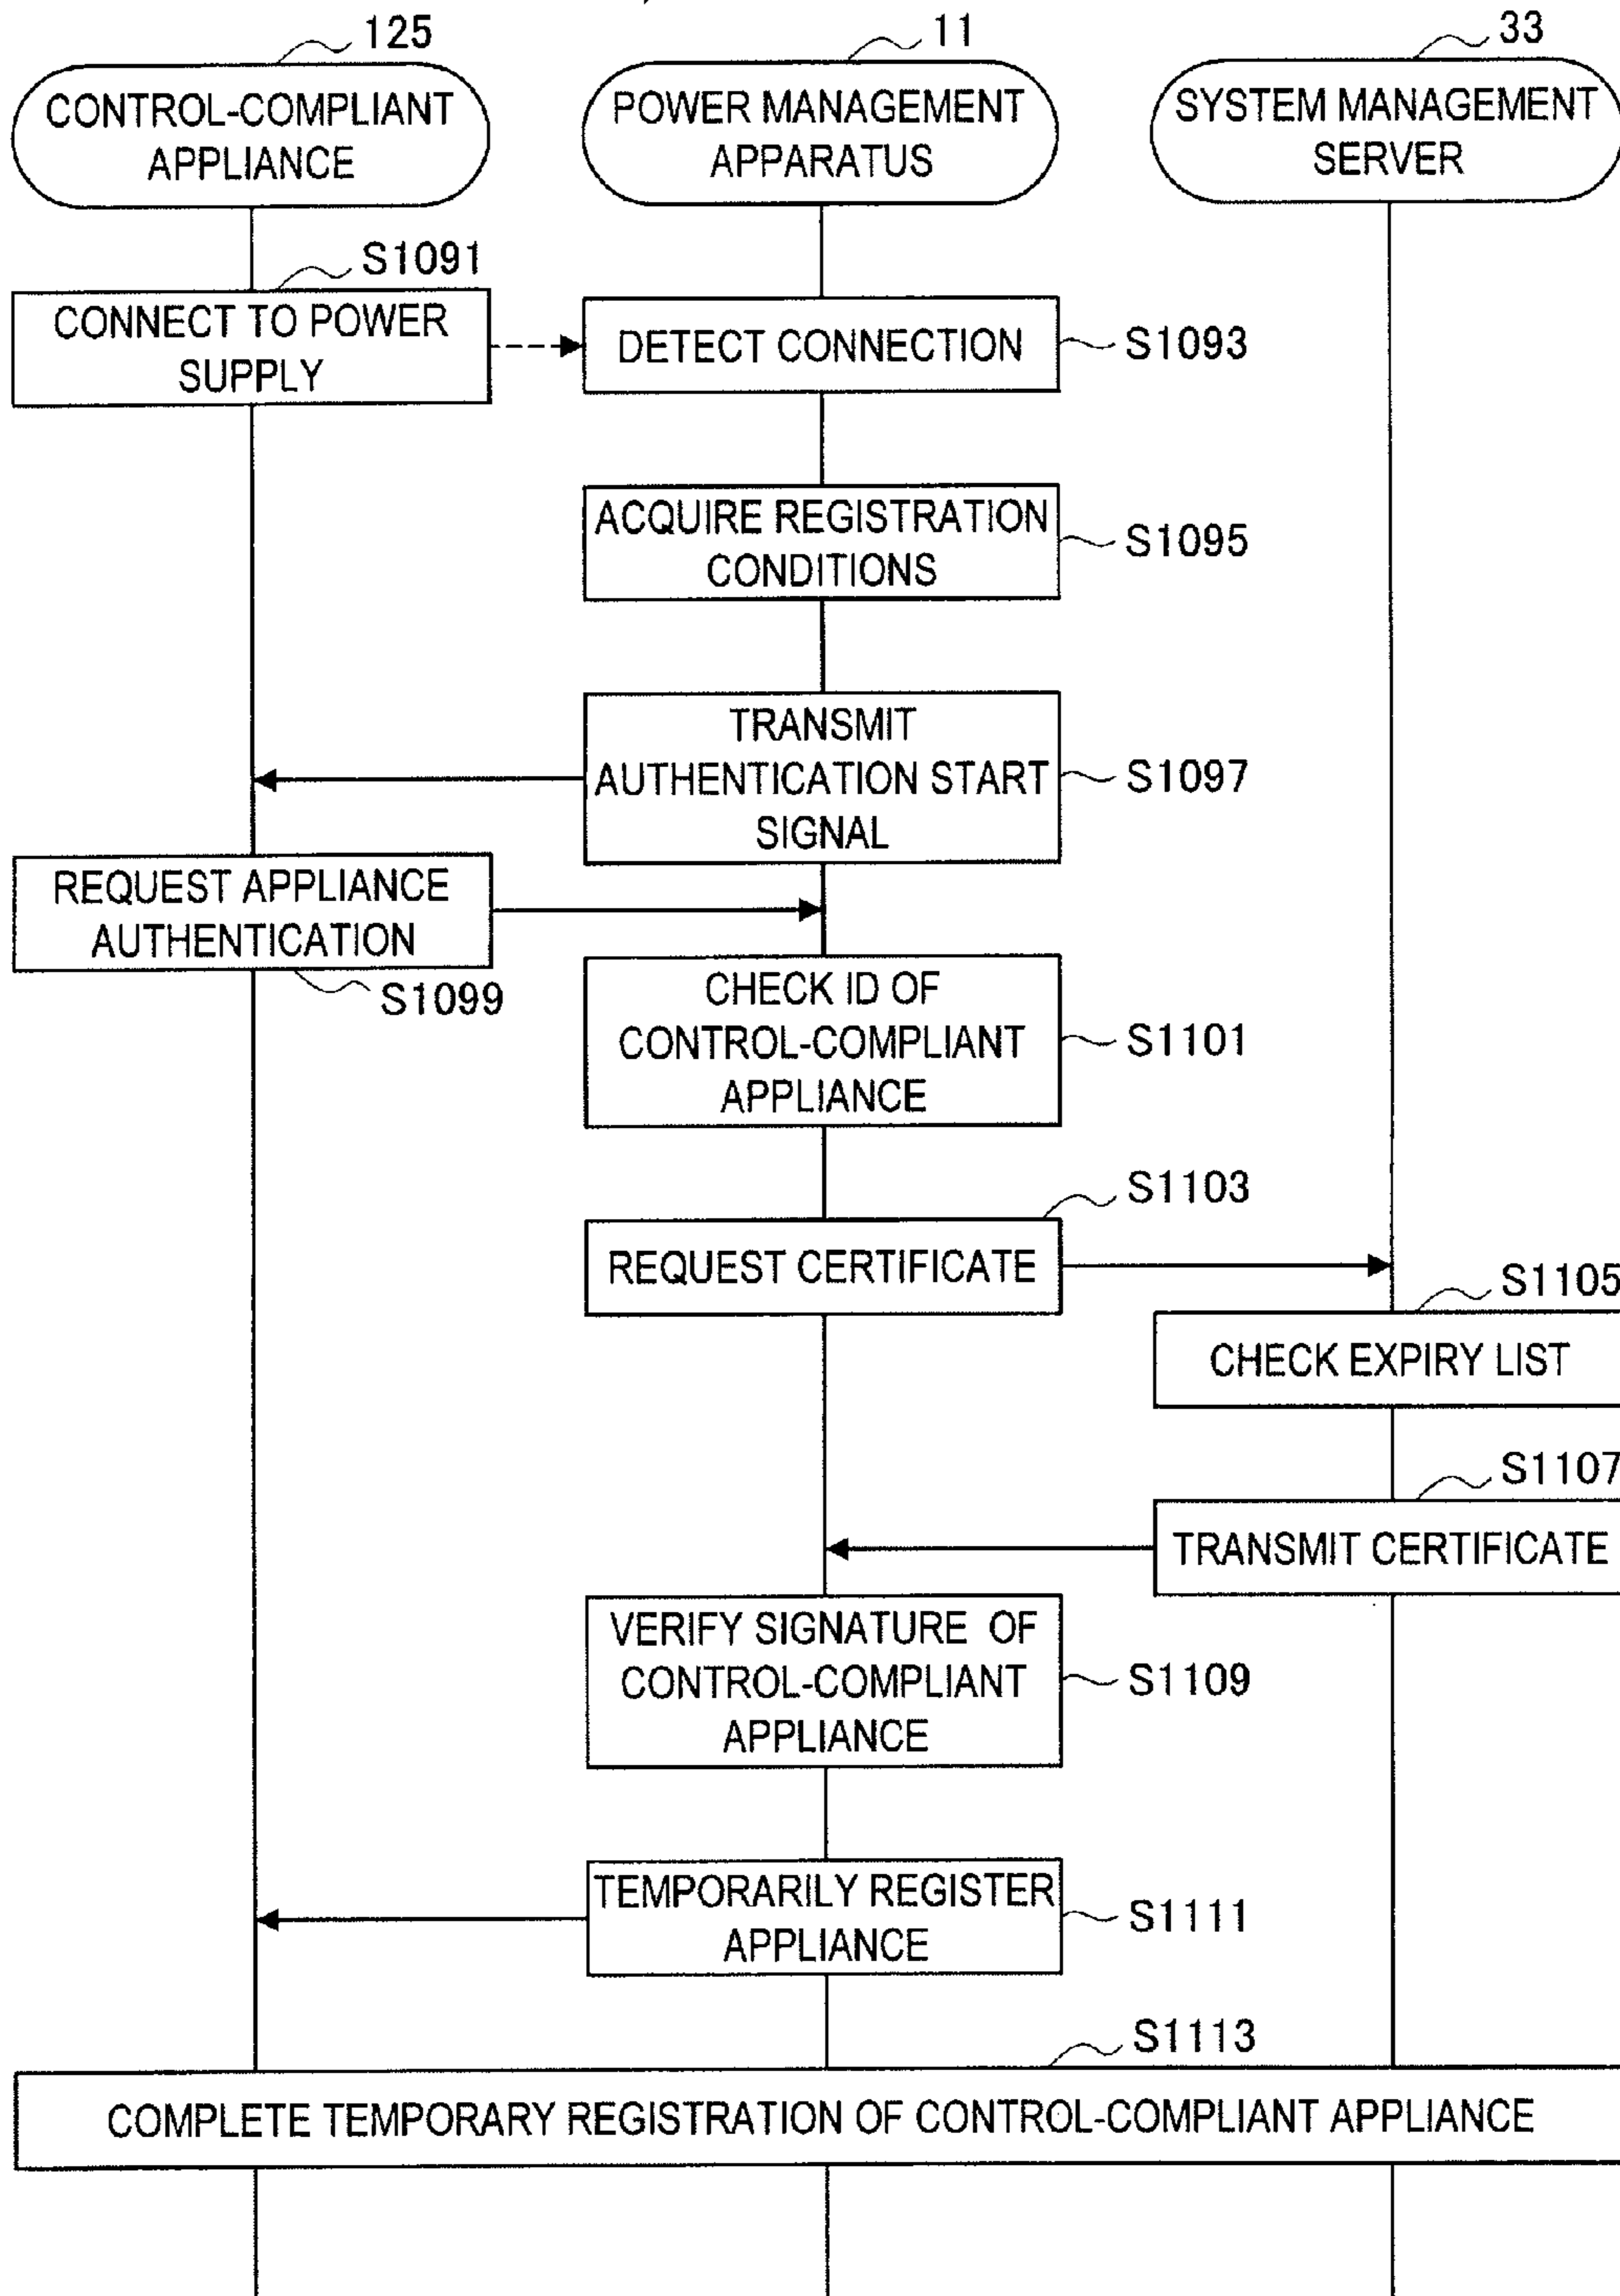 125
11
33
CONTROL-COMPLIANT
APPLIANCE
POWER MANAGEMENT
APPARATUS
SYSTEM MANAGEMENT
SERVER
S1091
CONNECT TO POWER
SUPPLY
DETECT CONNECTION
S1093
ACQUIRE REGISTRATION
CONDITIONS
S1095
TRANSMIT
AUTHENTICATION START
SIGNAL
S1097
REQUEST APPLIANCE
AUTHENTICATION
S1099
CHECK ID OF
CONTROL-COMPLIANT
APPLIANCE
S1101
S1103
REQUEST CERTIFICATE
S1105
CHECK EXPIRY LIST
S1107
TRANSMIT CERTIFICATE
VERIFY SIGNATURE OF
CONTROL-COMPLIANT
APPLIANCE
S1109
TEMPORARILY REGISTER
APPLIANCE
S1111
S1113
COMPLETE TEMPORARY REGISTRATION OF CONTROL-COMPLIANT APPLIANCE